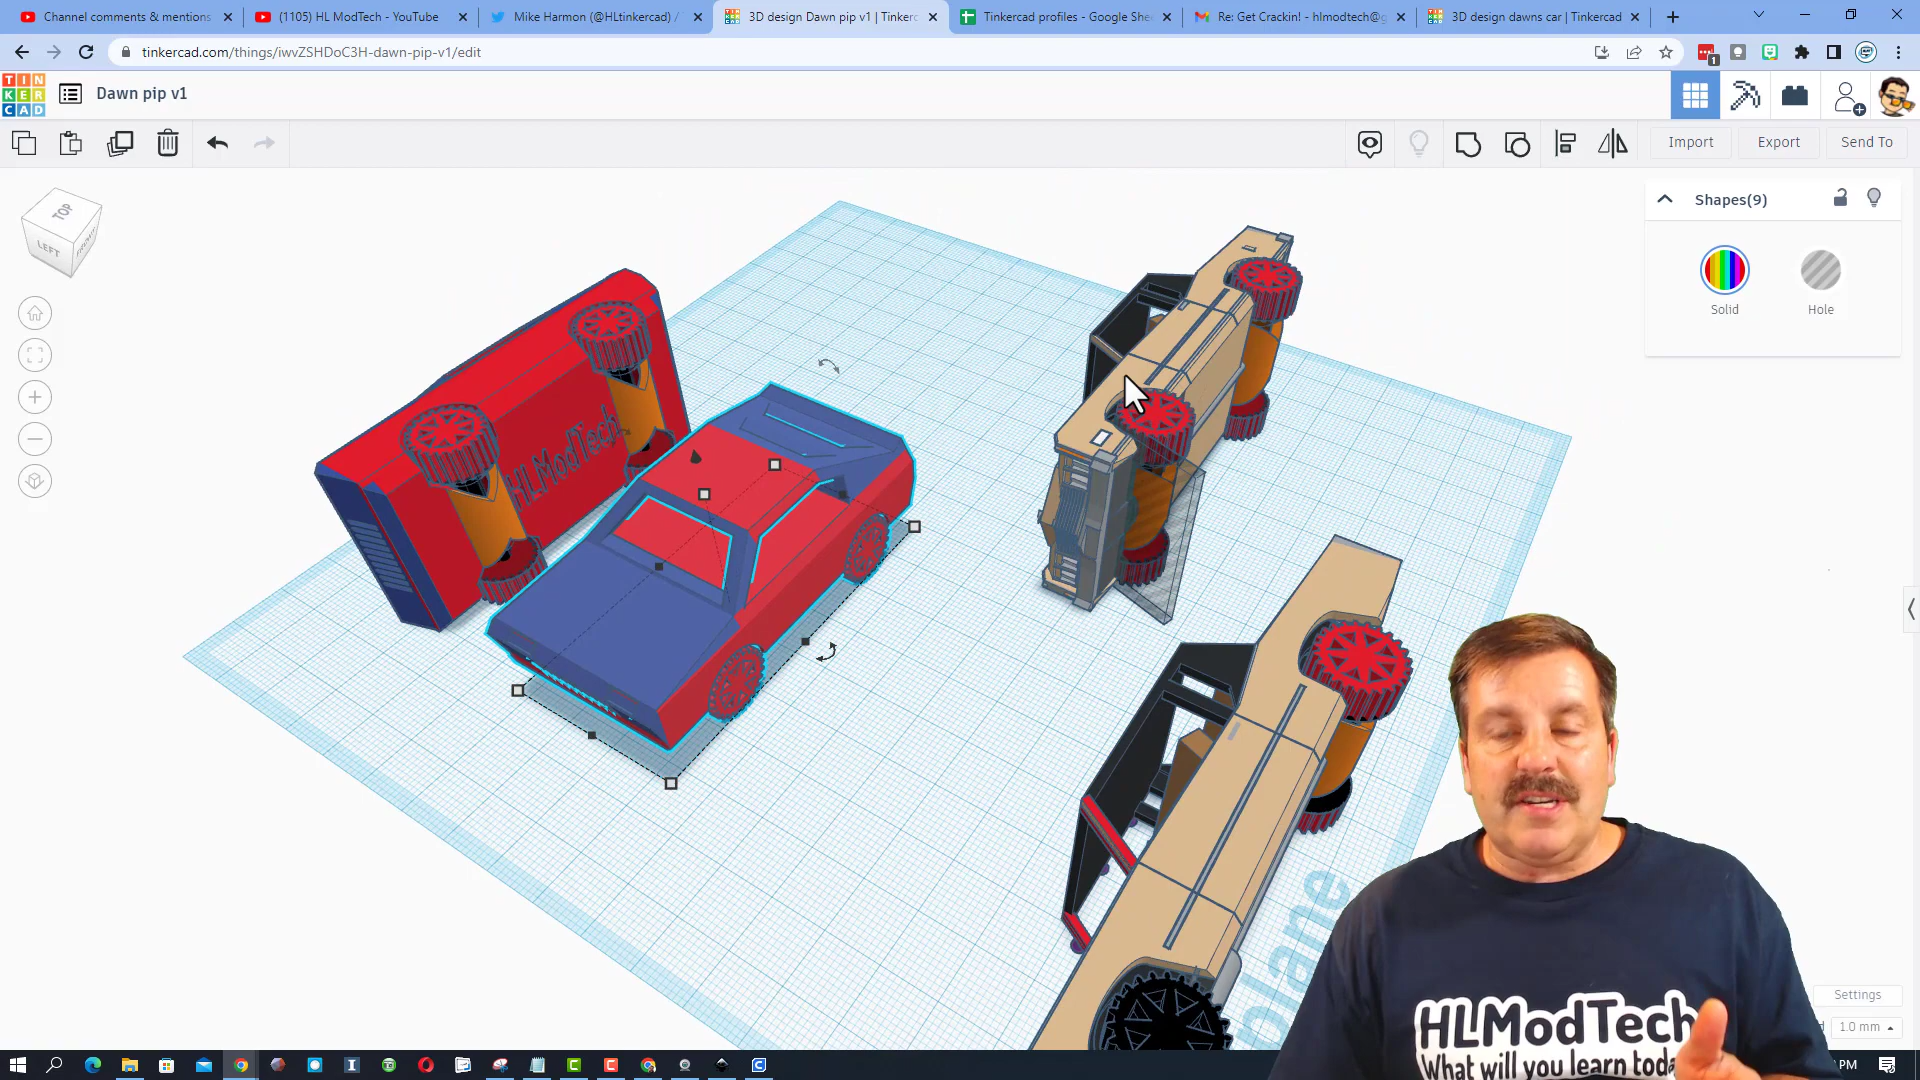 Channel comments & mentions
(1105) HL ModTech - YouTube
Mike Harmon (@HLtinkercad) /
3D design Dawn pip v1 | Tinkerc
Tinkercad profiles - Google She
Re: Get Crackin! - hlmodtech@g
3D design dawns car | Tinkercad
tinkercad.com/things/iwvZSHDoC3H-dawn-pip-v1/edit
1
TIN
KER
CAD
Dawn pip v1
Import
Export
Send To
TOP
LEFT
FRONT
Shapes(9)
Solid
Hole
HLModTech
plane
Settings
1.0 mm
HLModTech
What will you learn toda
PM